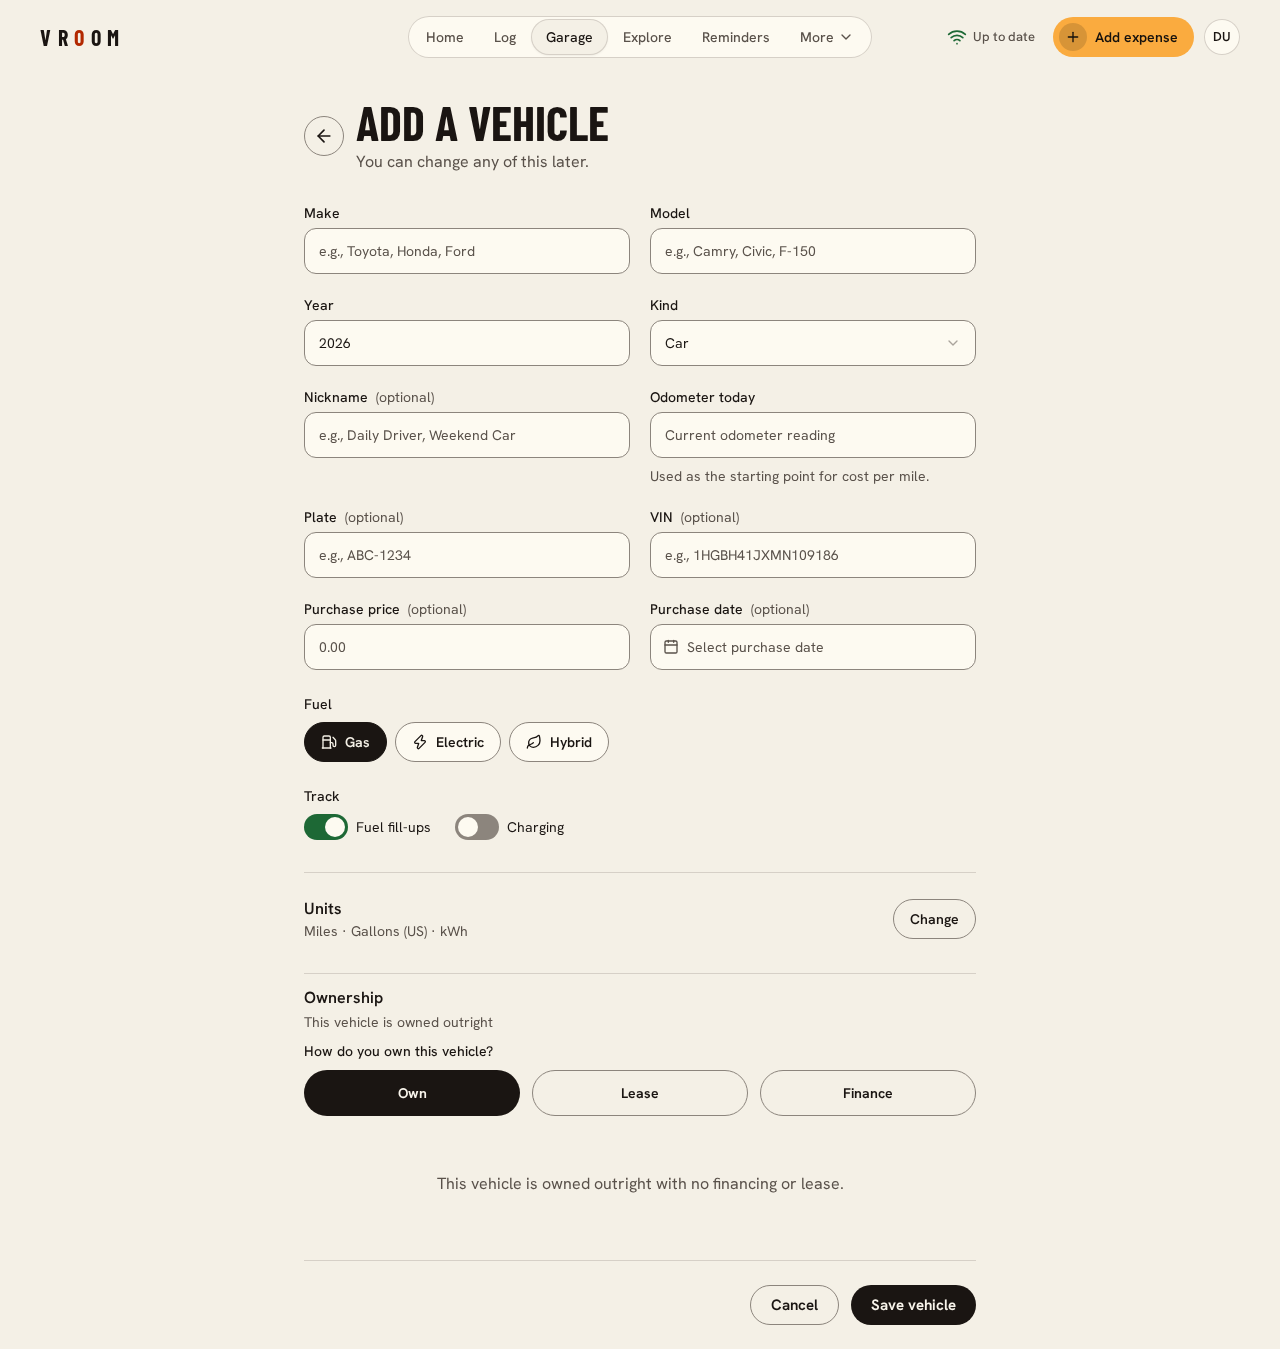 VROOM
Home Log Garage Explore Reminders More
Up to date
Add expense
DU
ADD A VEHICLE
You can change any of this later.
Make Model
e.g., Toyota, Honda, Ford e.g., Camry, Civic, F-150
Year Kind
2026 Car
Nickname (optional) Odometer today
e.g., Daily Driver, Weekend Car Current odometer reading
Used as the starting point for cost per mile.
Plate (optional) VIN (optional)
e.g., ABC-1234 e.g., 1HGBH41JXMN109186
Purchase price (optional) Purchase date (optional)
0.00 Select purchase date
Fuel
Gas Electric Hybrid
Track
Fuel fill-ups Charging
Units
Miles · Gallons (US) · kWh
Change
Ownership
This vehicle is owned outright
How do you own this vehicle?
Own Lease Finance
This vehicle is owned outright with no financing or lease.
Cancel Save vehicle